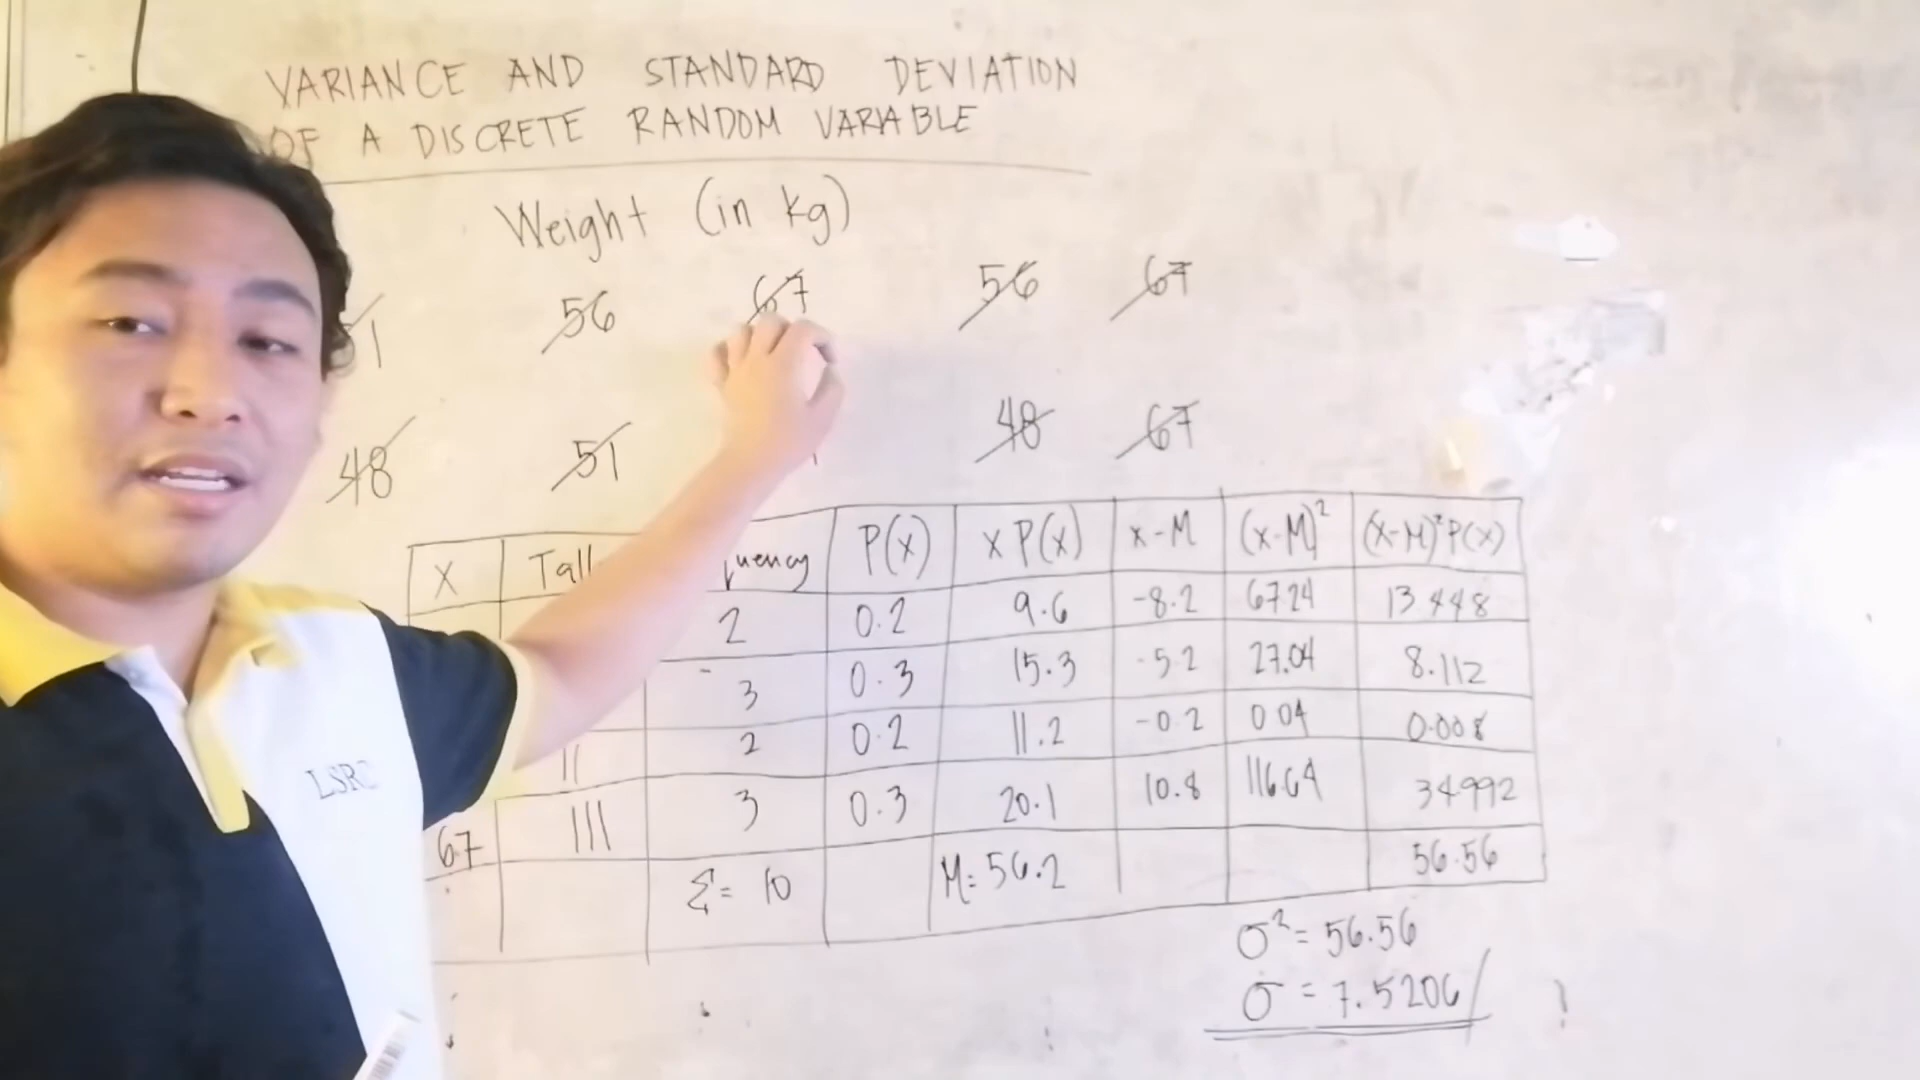 VARIANCE AND STANDARD DEVIATION
OF A DISCRETE RANDOM VARIABLE
Weight (in kg)
56 67 56 67
48 51 48 67
X P(x) x P(x) x-M (x-M)² (x-M)²P(x)
2 0.2 9.6 -8.2 67.24 13.448
3 0.3 15.3 -5.2 27.04 8.112
|| 2 0.2 11.2 -0.2 0.04 0.008
67 ||| 3 0.3 20.1 10.8 116.64 34.992
Σ= 10 M= 56.2 56.56
σ²= 56.56
σ = 7.5206